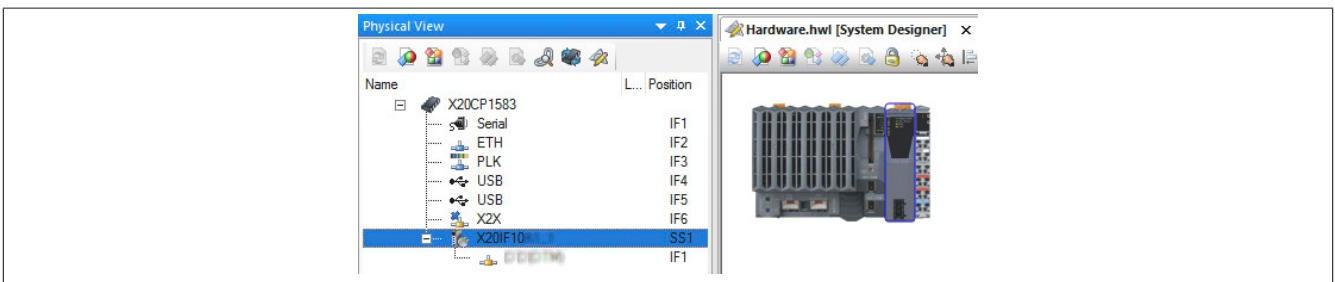 Physical View
Hardware.hwl [System Designer]
Name L... Position
X20CP1583
Serial IF1
ETH IF2
PLK IF3
USB IF4
USB IF5
X2X IF6
X20IF10 SS1
IF1